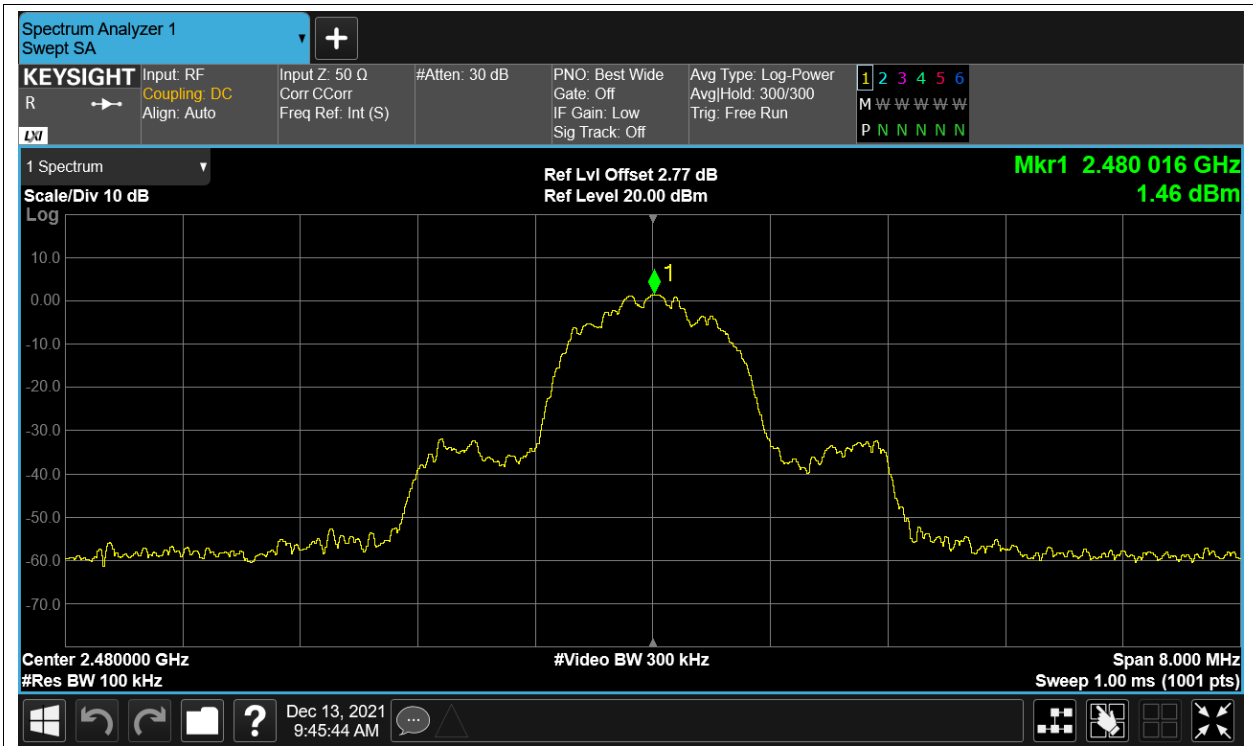 Spectrum Analyzer 1
Swept SA
+
KEYSIGHT
R
LXI
Input: RF
Coupling: DC
Align: Auto
Input Z: 50 Ω
Corr CCorr
Freq Ref: Int (S)
#Atten: 30 dB
PNO: Best Wide
Gate: Off
IF Gain: Low
Sig Track: Off
Avg Type: Log-Power
Avg|Hold: 300/300
Trig: Free Run
1 2 3 4 5 6
M W W W W W
P N N N N N
1 Spectrum
Scale/Div 10 dB
Log
Ref Lvl Offset 2.77 dB
Ref Level 20.00 dBm
Mkr1 2.480 016 GHz
1.46 dBm
1
10.0
0.00
-10.0
-20.0
-30.0
-40.0
-50.0
-60.0
-70.0
Center 2.480000 GHz
#Res BW 100 kHz
#Video BW 300 kHz
Span 8.000 MHz
Sweep 1.00 ms (1001 pts)
?
Dec 13, 2021
9:45:44 AM